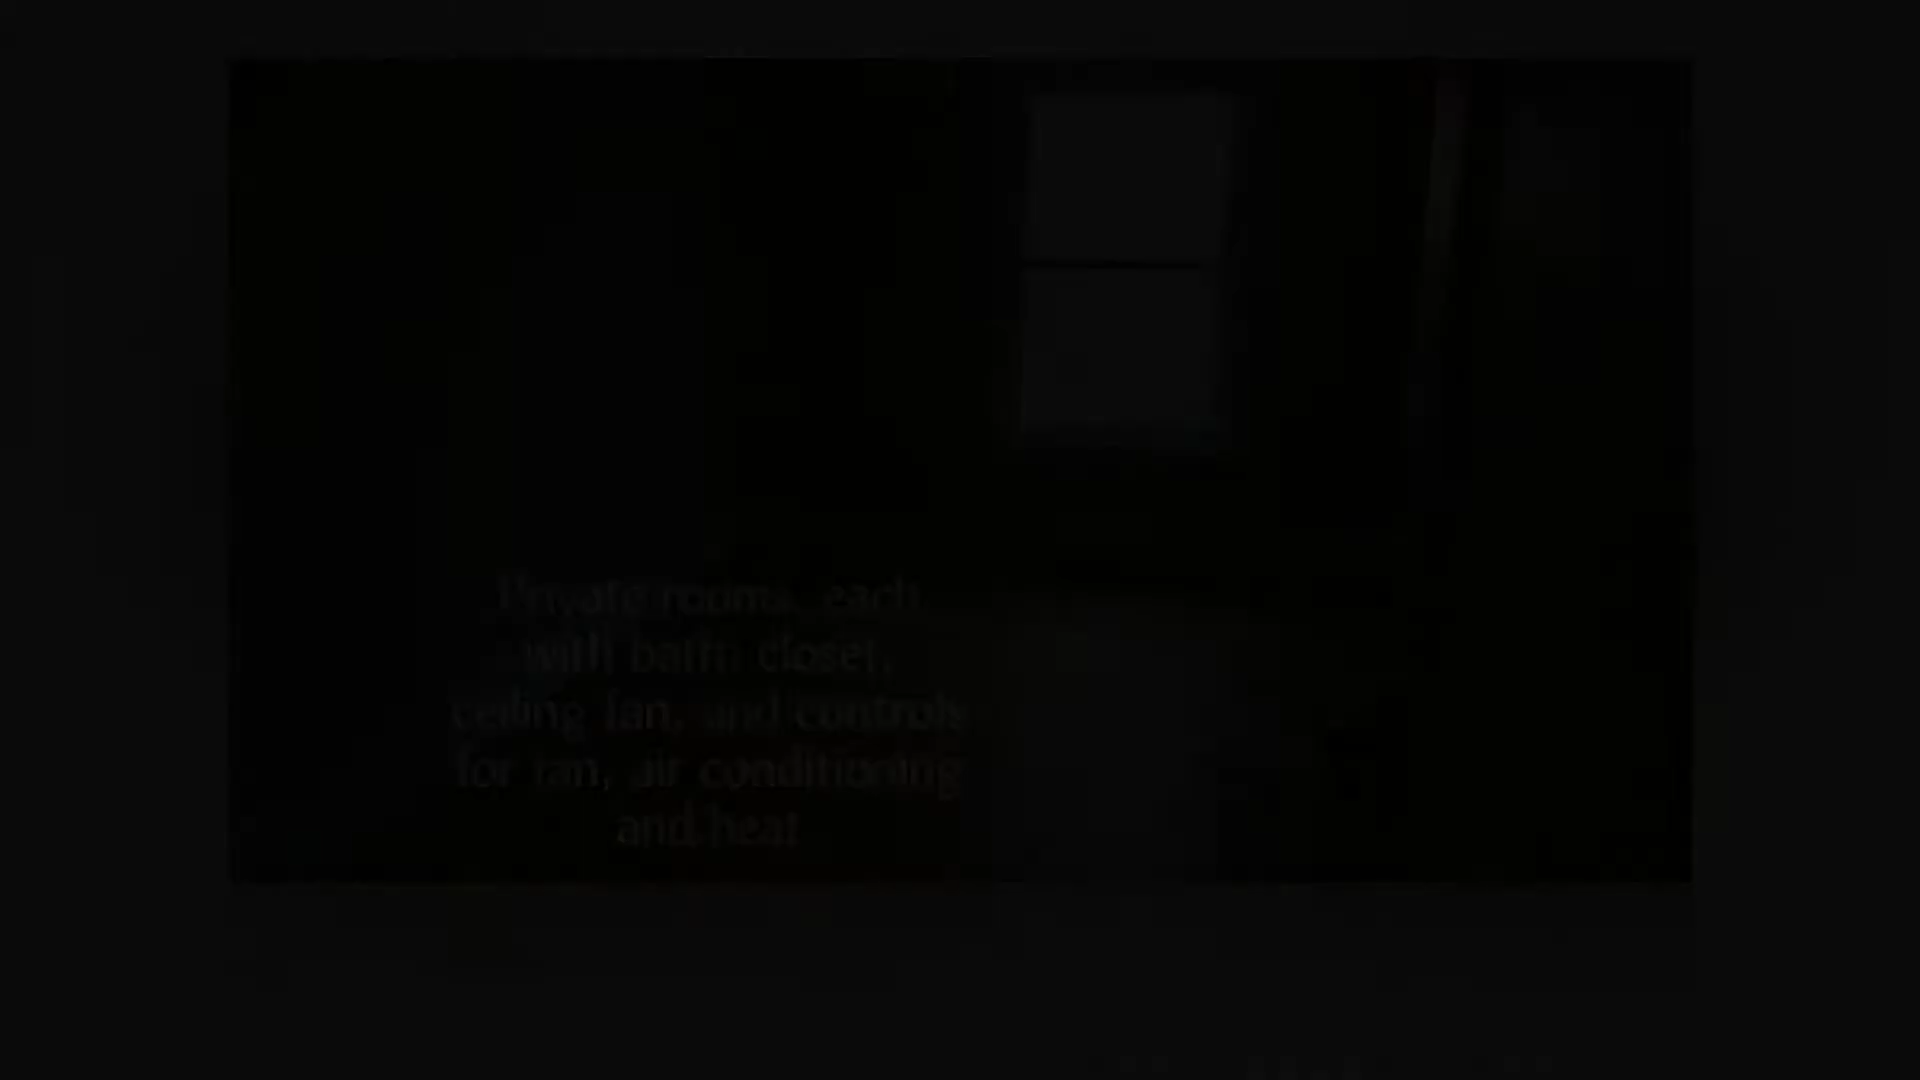 Private rooms, each
with bath, closet,
ceiling fan, and controls
for fan, air conditioning
and heat